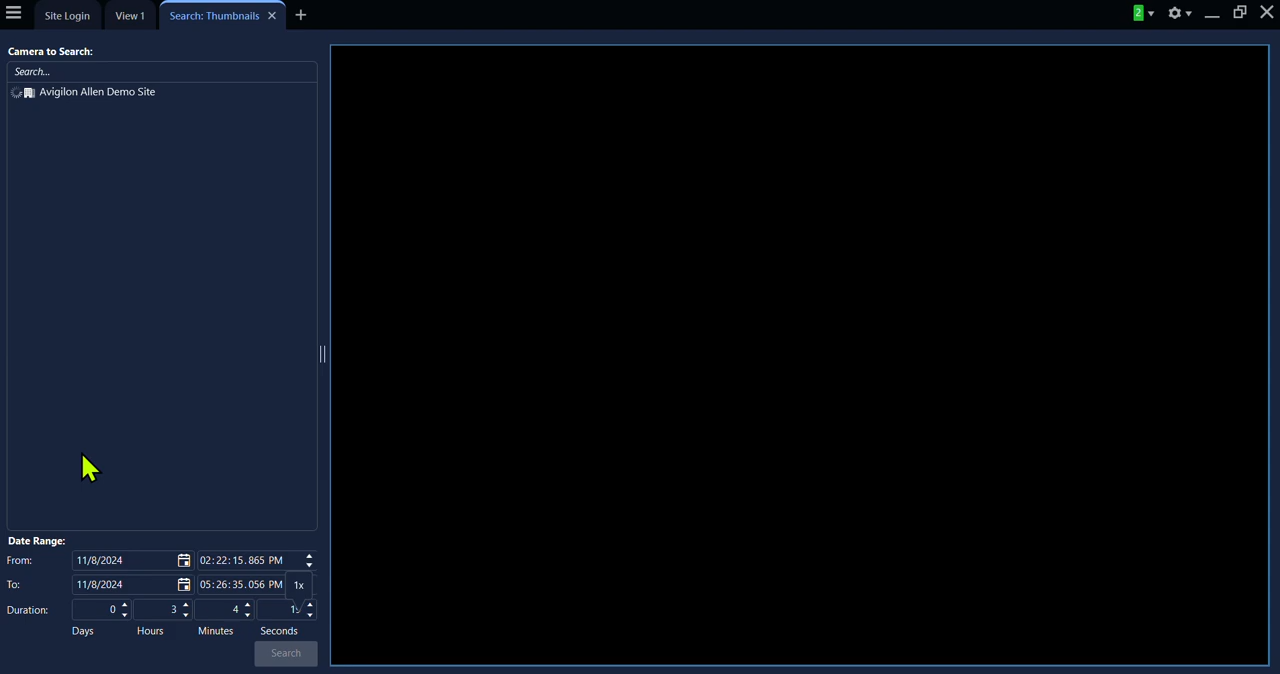 Site Login View 1 Search: Thumbnails 2
Camera to Search:
Search...
Avigilon Allen Demo Site
Date Range:
From: 11/8/2024 02:22:15.865 PM
To: 11/8/2024 05:26:35.056 PM 1x
Duration: 0 3 4
Days Hours Minutes Seconds
Search